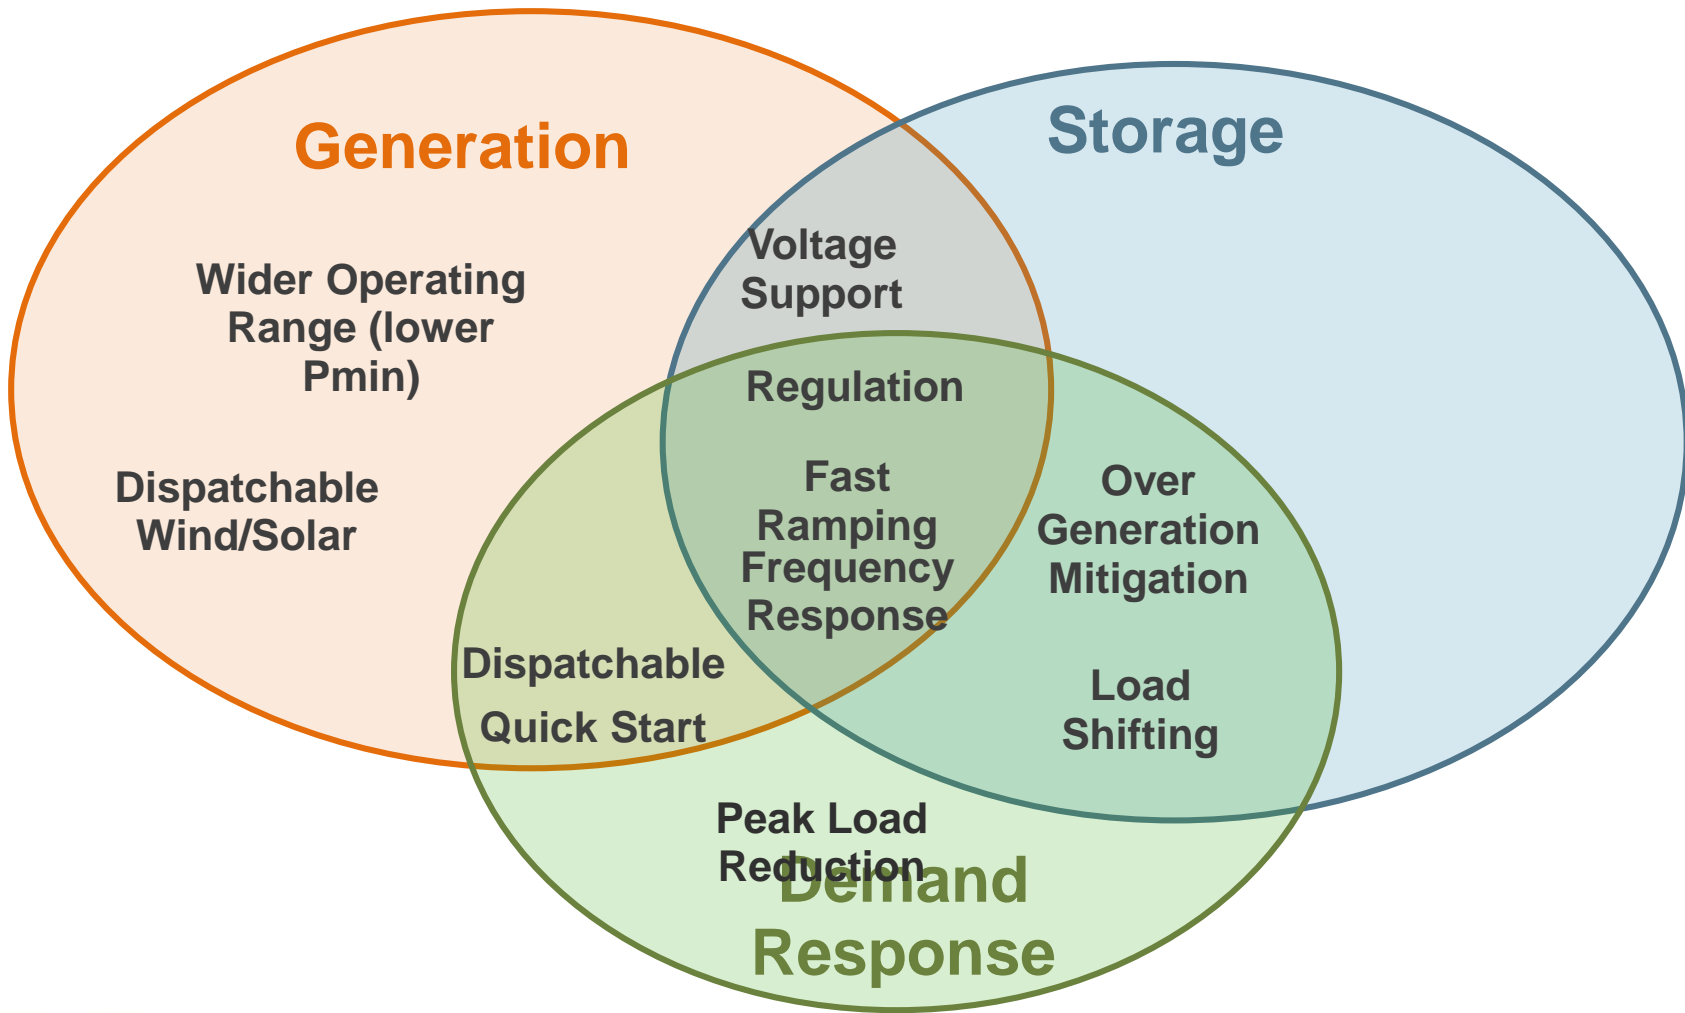 Generation
Storage
Wider Operating
Range (lower
Pmin)
Dispatchable
Wind/Solar
Voltage
Support
Regulation
Fast
Ramping
Frequency
Response
Over
Generation
Mitigation
Load
Shifting
Dispatchable
Quick Start
Peak Load
Reduction
Demand
Response